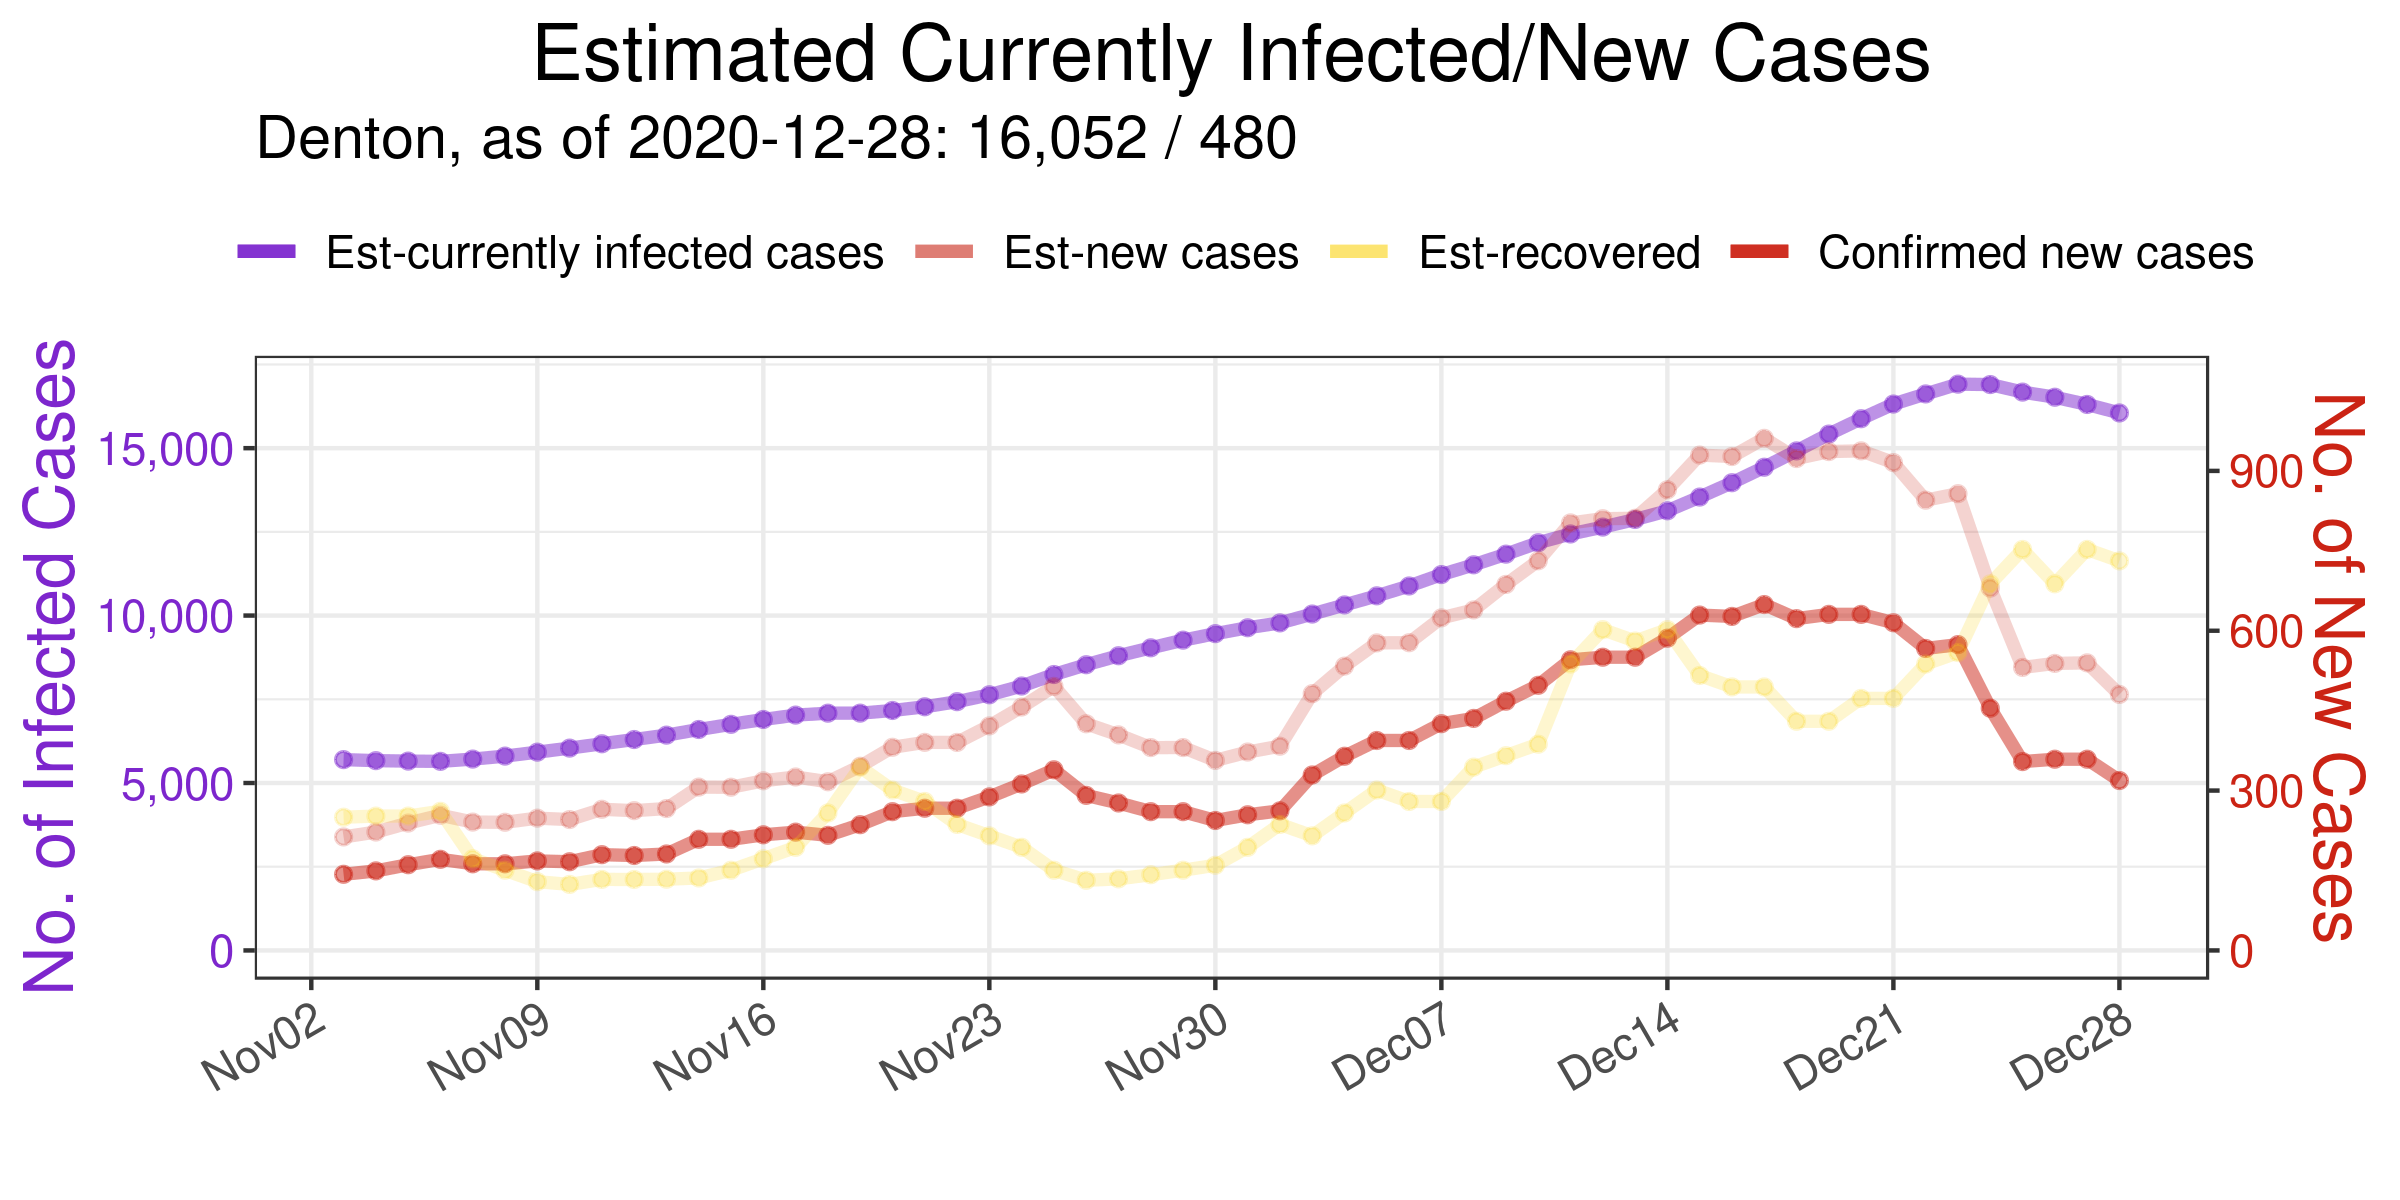 Estimated Currently Infected/New Cases
Denton, as of 2020-12-28: 16,052 / 480
Est-currently infected cases Est-new cases Est-recovered Confirmed new cases
No. of Infected Cases
15,000
10,000
5,000
0
900
600
300
0
No. of New Cases
Nov02 Nov09 Nov16 Nov23 Nov30 Dec07 Dec14 Dec21 Dec28